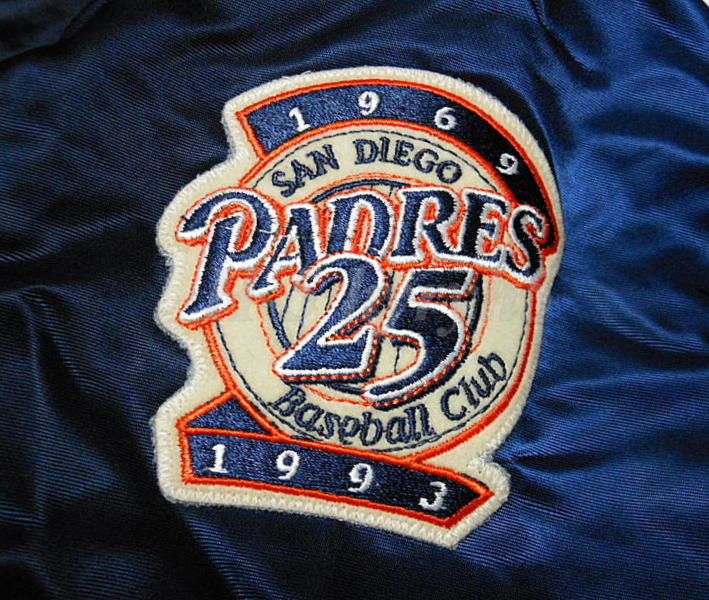 1969
SAN DIEGO
PADRES
25
Baseball Club
1993